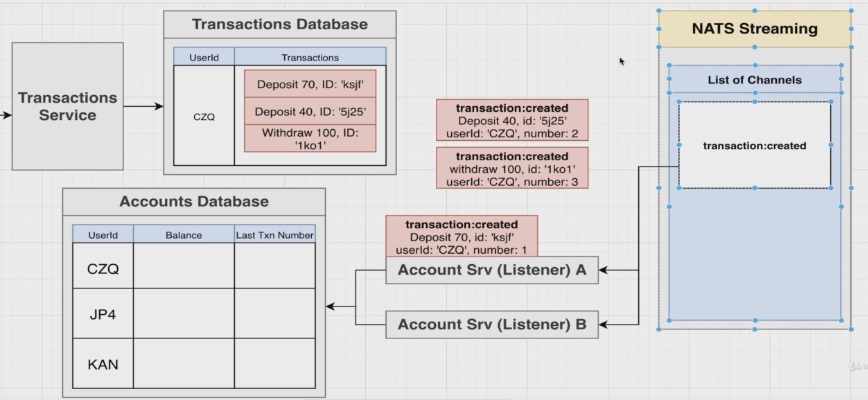 Transactions Database
UserId
Transactions
CZQ
Deposit 70, ID: 'ksjf'
Deposit 40, ID: '5j25'
Withdraw 100, ID:
'1ko1'
Transactions
Service
NATS Streaming
List of Channels
transaction:created
transaction:created
Deposit 40, id: '5j25'
userId: 'CZQ', number: 2
transaction:created
withdraw 100, id: '1ko1'
userId: 'CZQ', number: 3
Accounts Database
UserId
Balance
Last Txn Number
CZQ
JP4
KAN
transaction:created
Deposit 70, id: 'ksjf'
userId: 'CZQ', number: 1
Account Srv (Listener) A
Account Srv (Listener) B